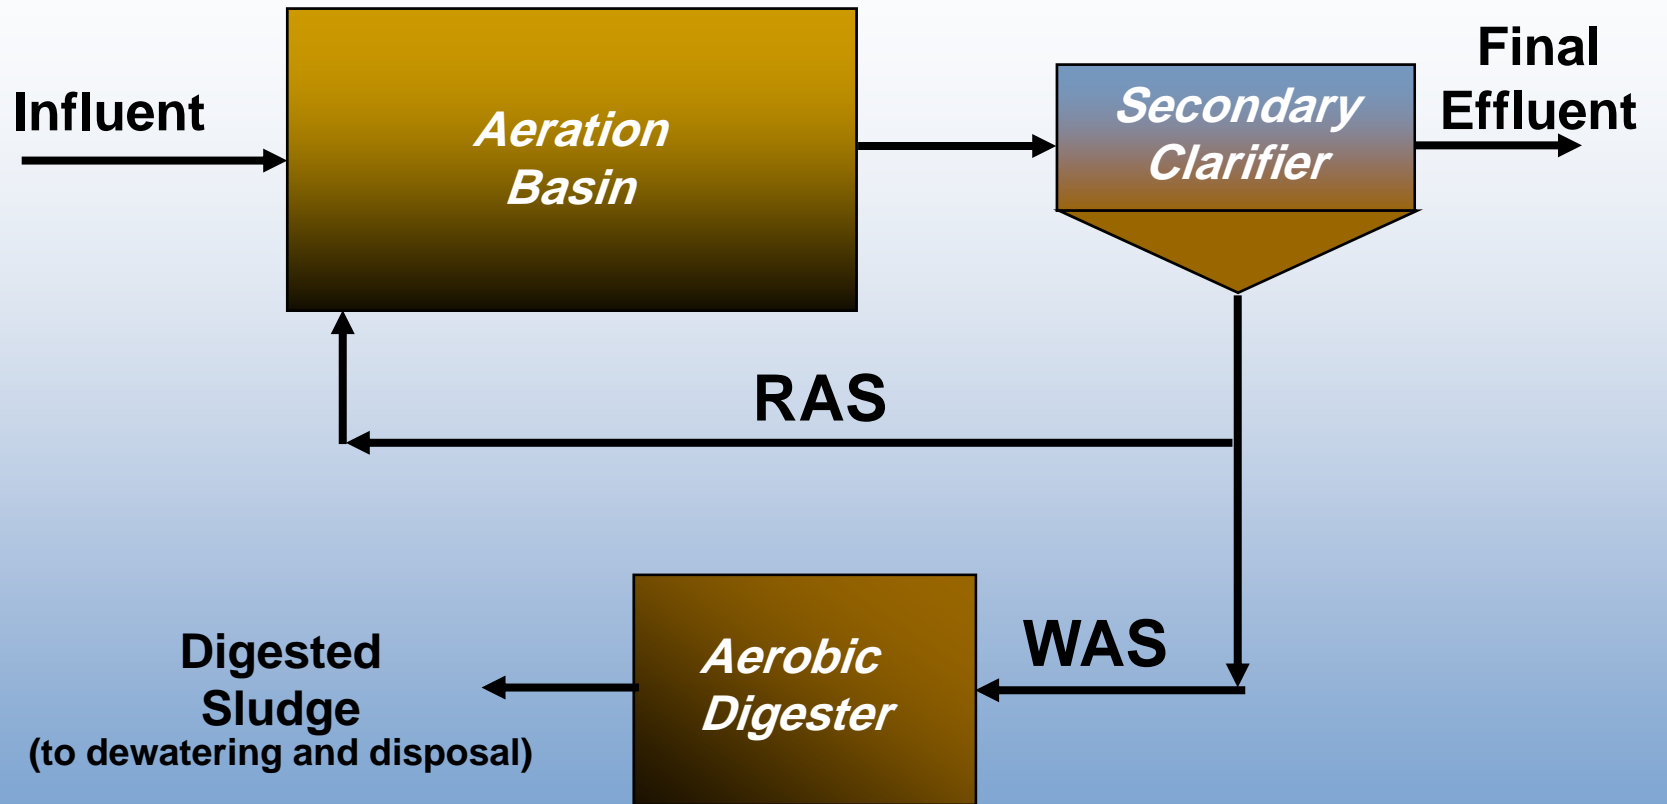 Influent
Aeration
Basin
Secondary
Clarifier
Final
Effluent
RAS
WAS
Aerobic
Digester
Digested
Sludge
(to dewatering and disposal)